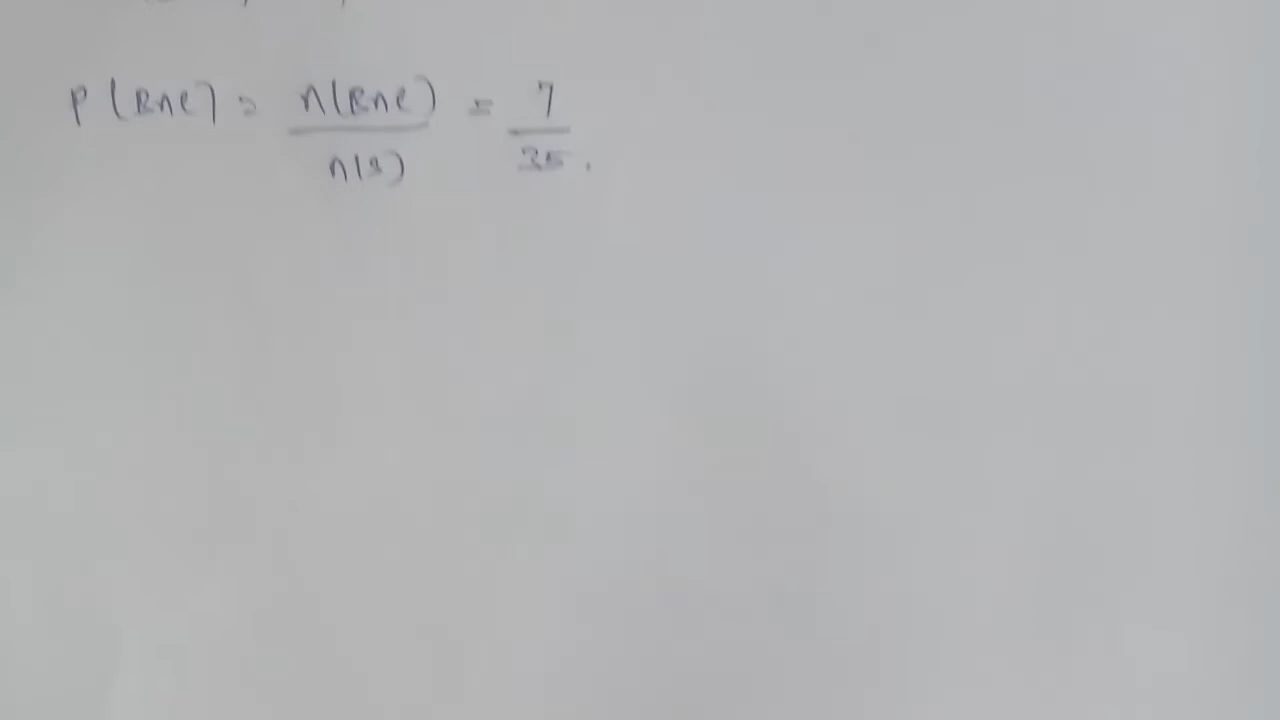 P(B∩C) = n(B∩C) / n(S) = 7 / 35.